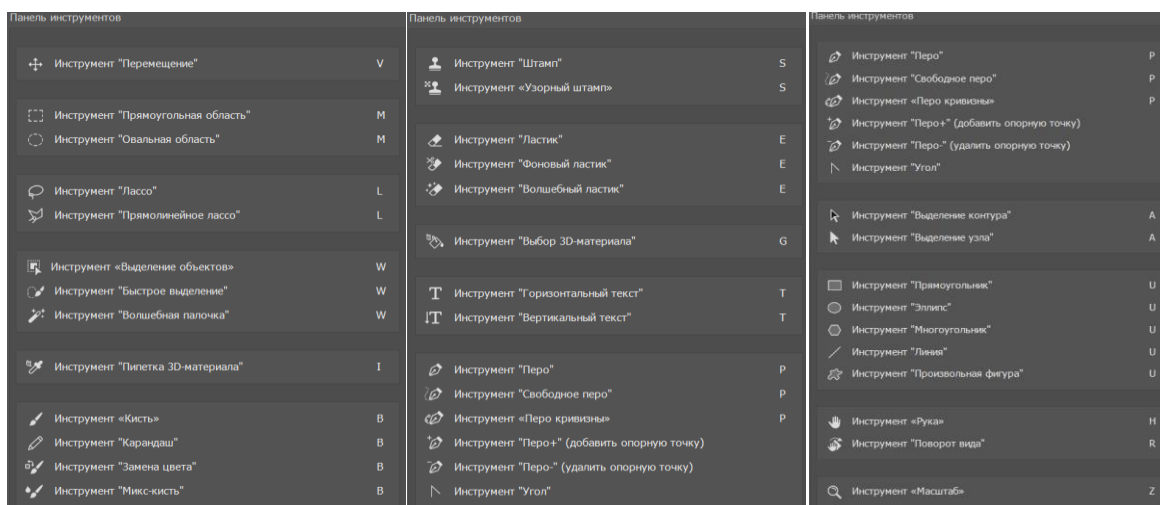 Панель инструментов
Инструмент "Перемещение" V
Инструмент "Прямоугольная область" M
Инструмент "Овальная область" M
Инструмент "Лассо" L
Инструмент "Прямолинейное лассо" L
Инструмент «Выделение объектов» W
Инструмент "Быстрое выделение" W
Инструмент "Волшебная палочка" W
Инструмент "Пипетка 3D-материала" I
Инструмент «Кисть» B
Инструмент "Карандаш" B
Инструмент "Замена цвета" B
Инструмент "Микс-кисть" B
Панель инструментов
Инструмент "Штамп" S
Инструмент «Узорный штамп» S
Инструмент "Ластик" E
Инструмент "Фоновый ластик" E
Инструмент "Волшебный ластик" E
Инструмент "Выбор 3D-материала" G
Инструмент "Горизонтальный текст" T
Инструмент "Вертикальный текст" T
Инструмент "Перо" P
Инструмент "Свободное перо" P
Инструмент «Перо кривизны» P
Инструмент "Перо+" (добавить опорную точку)
Инструмент "Перо-" (удалить опорную точку)
Инструмент "Угол"
Панель инструментов
Инструмент "Перо" P
Инструмент "Свободное перо" P
Инструмент «Перо кривизны» P
Инструмент "Перо+" (добавить опорную точку)
Инструмент "Перо-" (удалить опорную точку)
Инструмент "Угол"
Инструмент "Выделение контура" A
Инструмент "Выделение узла" A
Инструмент "Прямоугольник" U
Инструмент "Эллипс" U
Инструмент "Многоугольник" U
Инструмент "Линия" U
Инструмент "Произвольная фигура" U
Инструмент «Рука» H
Инструмент "Поворот вида" R
Инструмент «Масштаб» Z